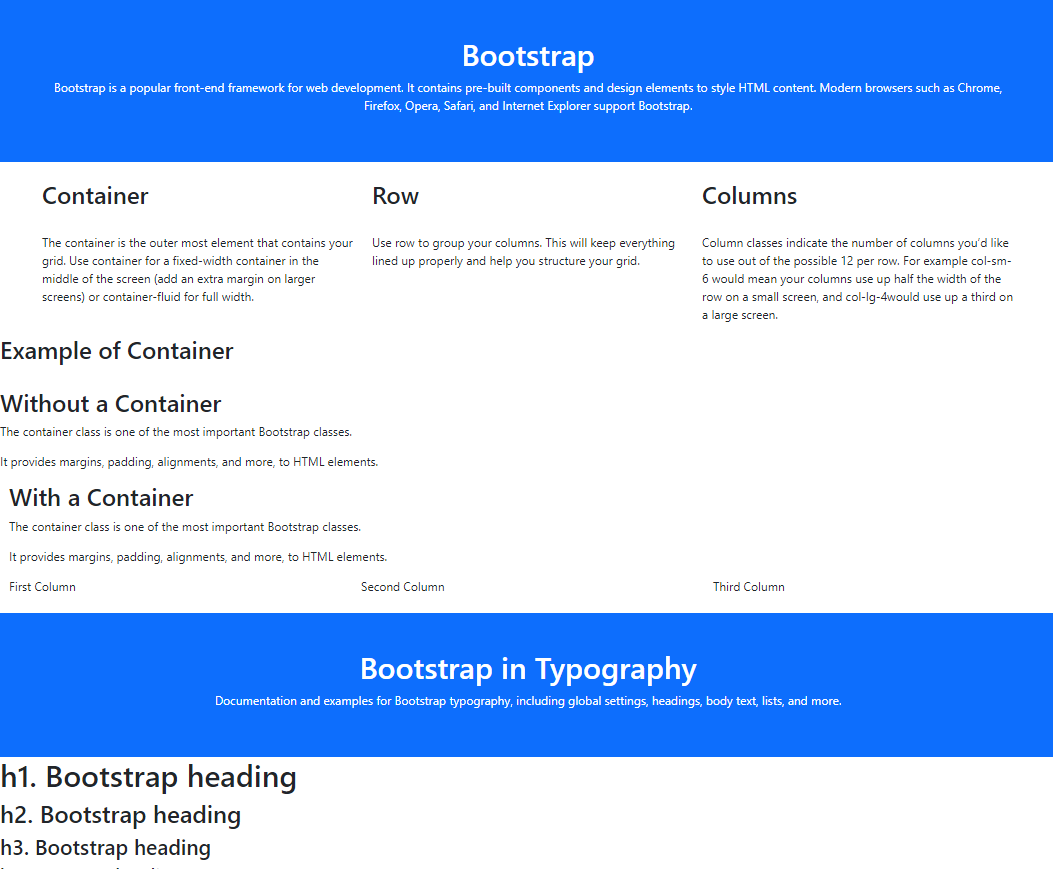 Bootstrap
Bootstrap is a popular front-end framework for web development. It contains pre-built components and design elements to style HTML content. Modern browsers such as Chrome,
Firefox, Opera, Safari, and Internet Explorer support Bootstrap.
Container
The container is the outer most element that contains your
grid. Use container for a fixed-width container in the
middle of the screen (add an extra margin on larger
screens) or container-fluid for full width.
Row
Use row to group your columns. This will keep everything
lined up properly and help you structure your grid.
Columns
Column classes indicate the number of columns you'd like
to use out of the possible 12 per row. For example col-sm-
6 would mean your columns use up half the width of the
row on a small screen, and col-lg-4would use up a third on
a large screen.
Example of Container
Without a Container
The container class is one of the most important Bootstrap classes.
It provides margins, padding, alignments, and more, to HTML elements.
With a Container
The container class is one of the most important Bootstrap classes.
It provides margins, padding, alignments, and more, to HTML elements.
First Column
Second Column
Third Column
Bootstrap in Typography
Documentation and examples for Bootstrap typography, including global settings, headings, body text, lists, and more.
h1. Bootstrap heading
h2. Bootstrap heading
h3. Bootstrap heading